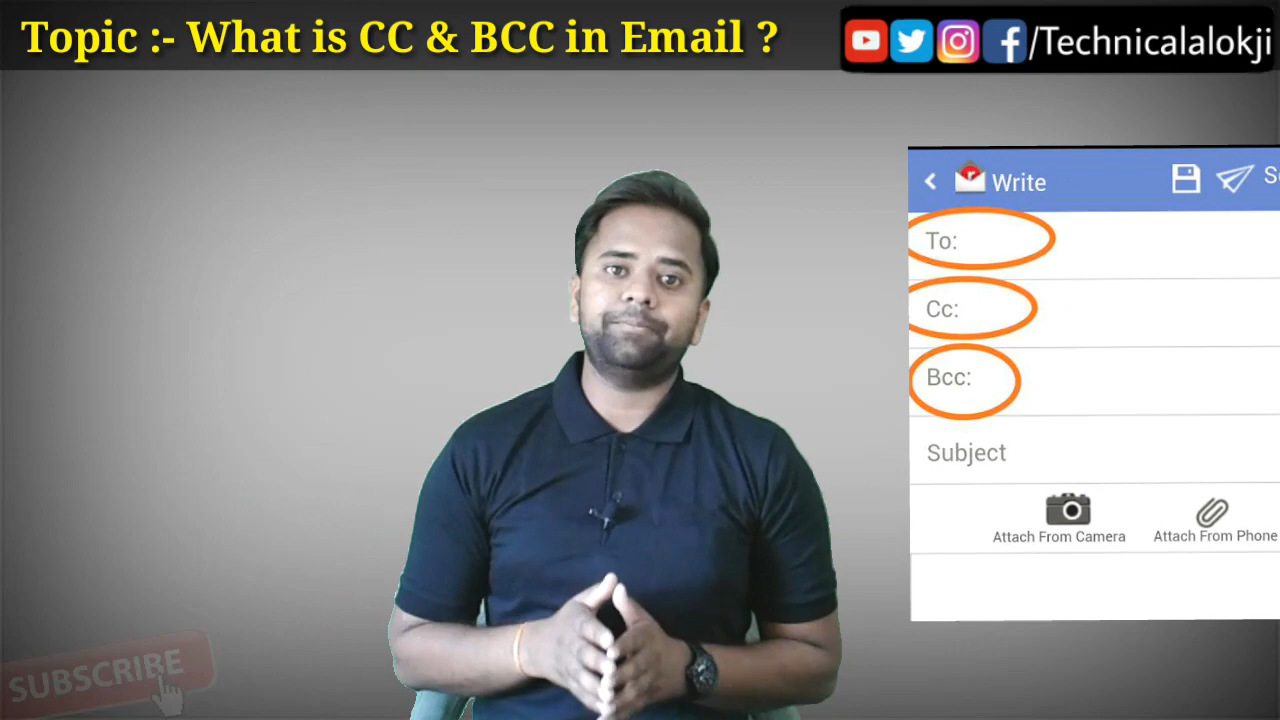 Topic :- What is CC & BCC in Email ?
/Technicalalokji
Write
To:
Cc:
Bcc:
Subject
Attach From Camera
Attach From Phone
SUBSCRIBE